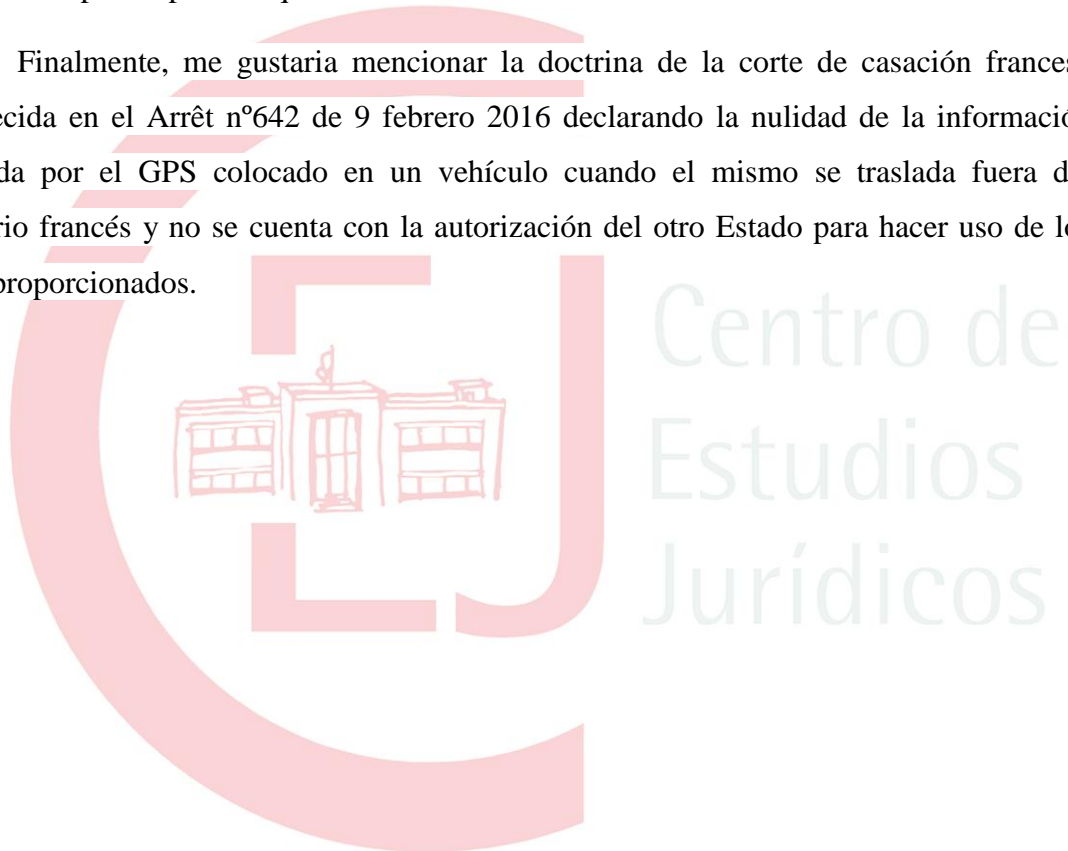 Finalmente, me gustaria mencionar la doctrina de la corte de casación frances
ecida en el Arrêt nº642 de 9 febrero 2016 declarando la nulidad de la informació
da por el GPS colocado en un vehículo cuando el mismo se traslada fuera d
rio francés y no se cuenta con la autorización del otro Estado para hacer uso de lo
proporcionados.
Centro de
Estudios
Jurídicos
CEJ